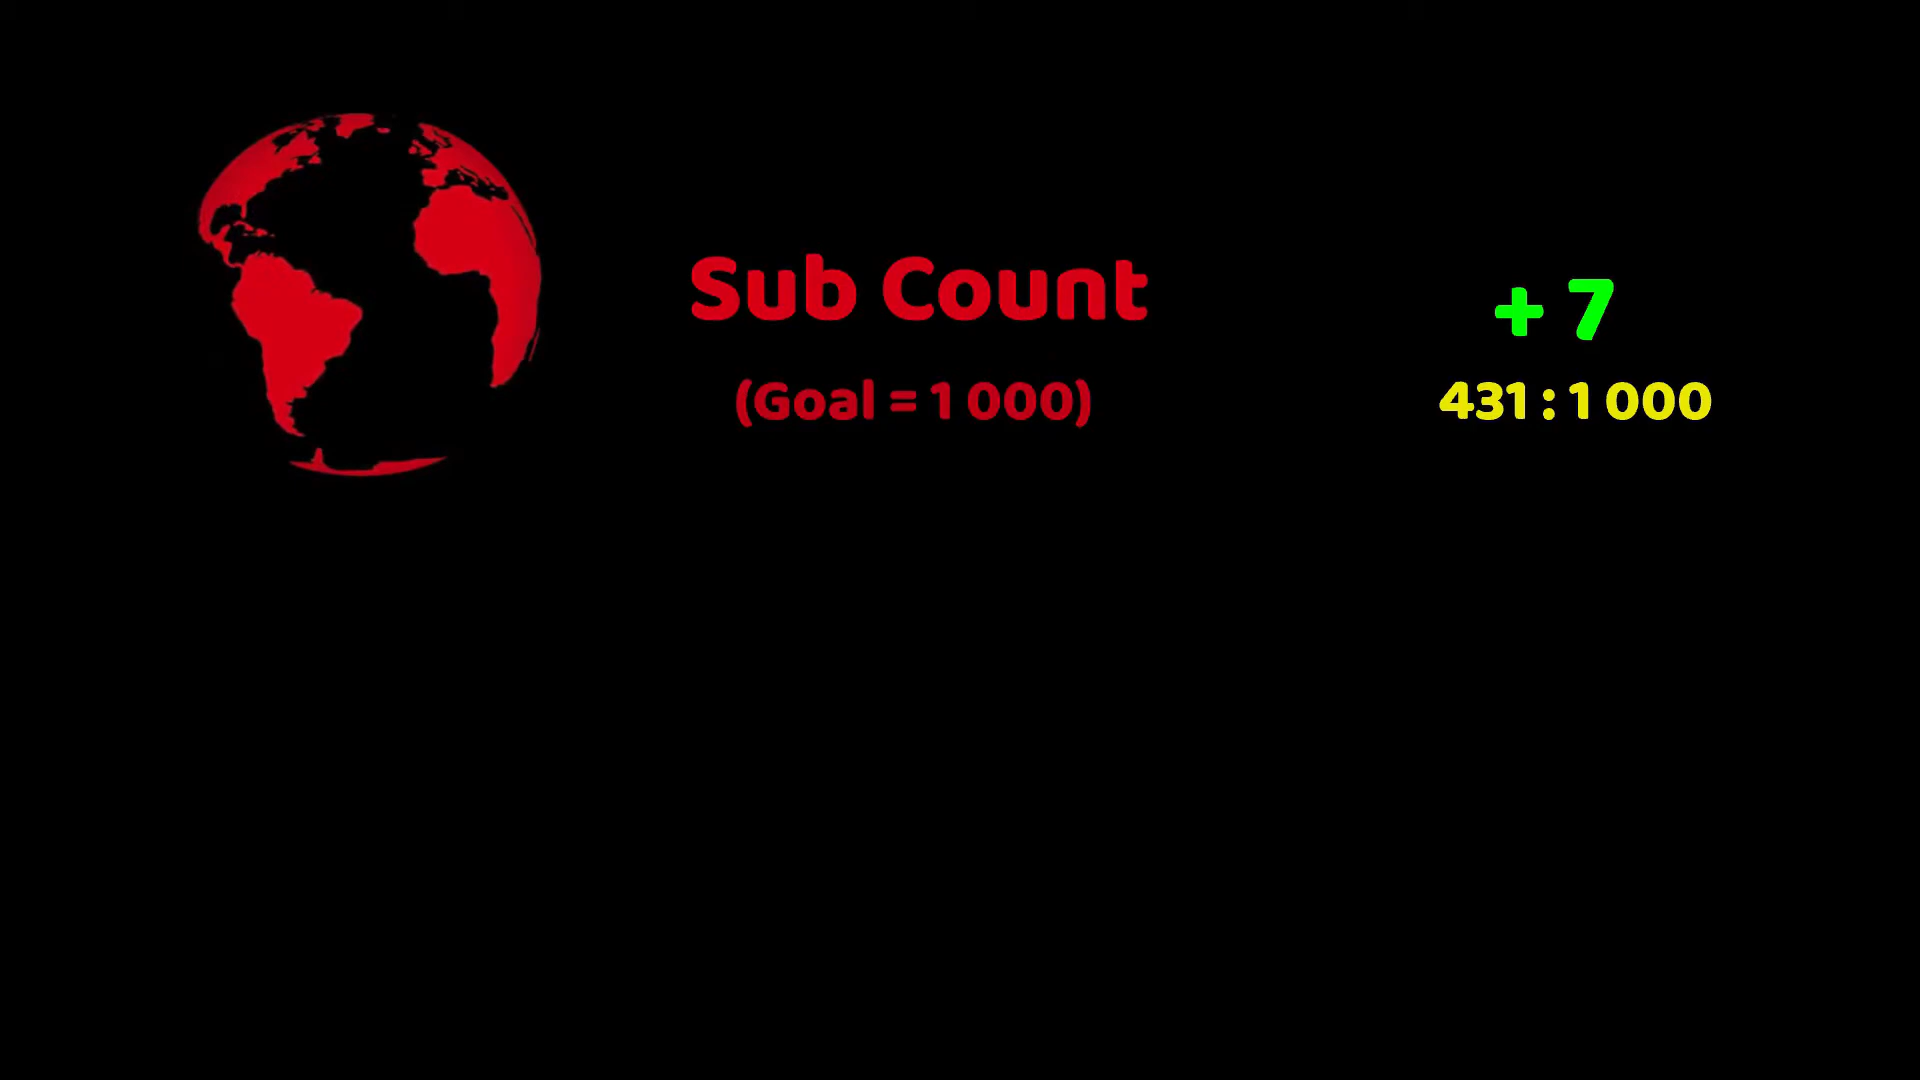 Sub Count
(Goal = 1 000)
+ 7
431 : 1 000